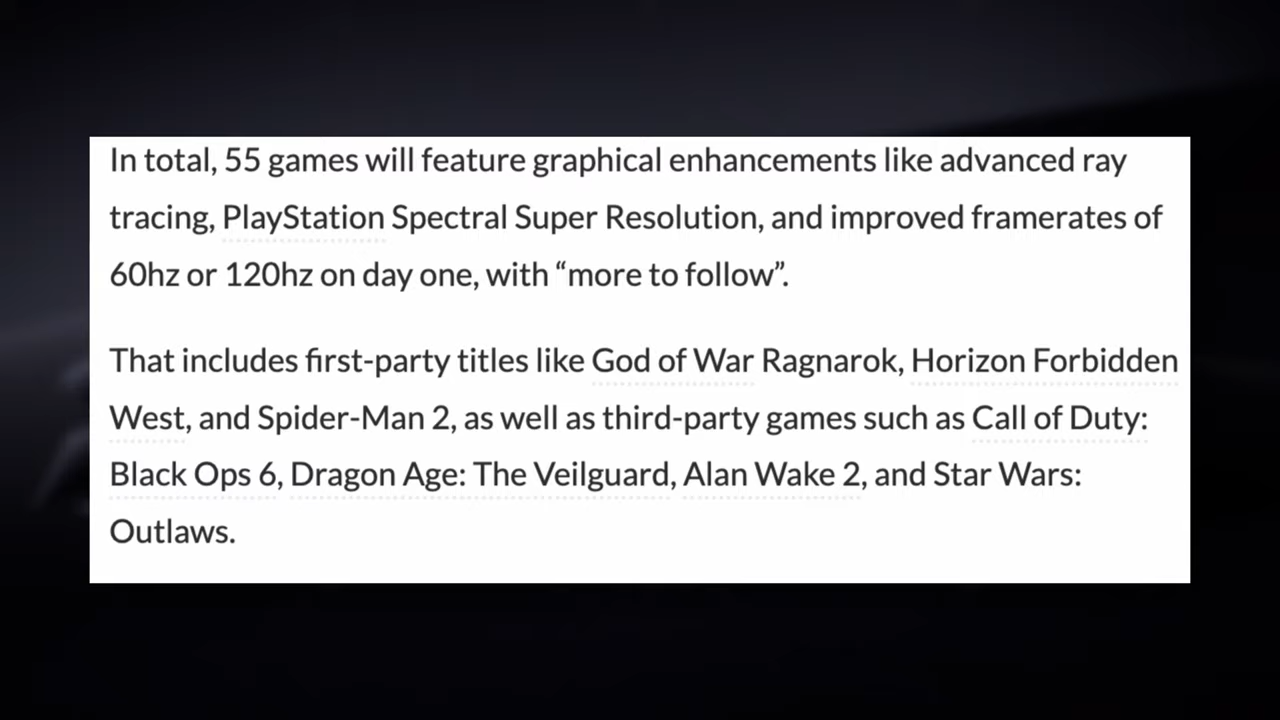 In total, 55 games will feature graphical enhancements like advanced ray
tracing, PlayStation Spectral Super Resolution, and improved framerates of
60hz or 120hz on day one, with “more to follow”.
That includes first-party titles like God of War Ragnarok, Horizon Forbidden
West, and Spider-Man 2, as well as third-party games such as Call of Duty:
Black Ops 6, Dragon Age: The Veilguard, Alan Wake 2, and Star Wars:
Outlaws.